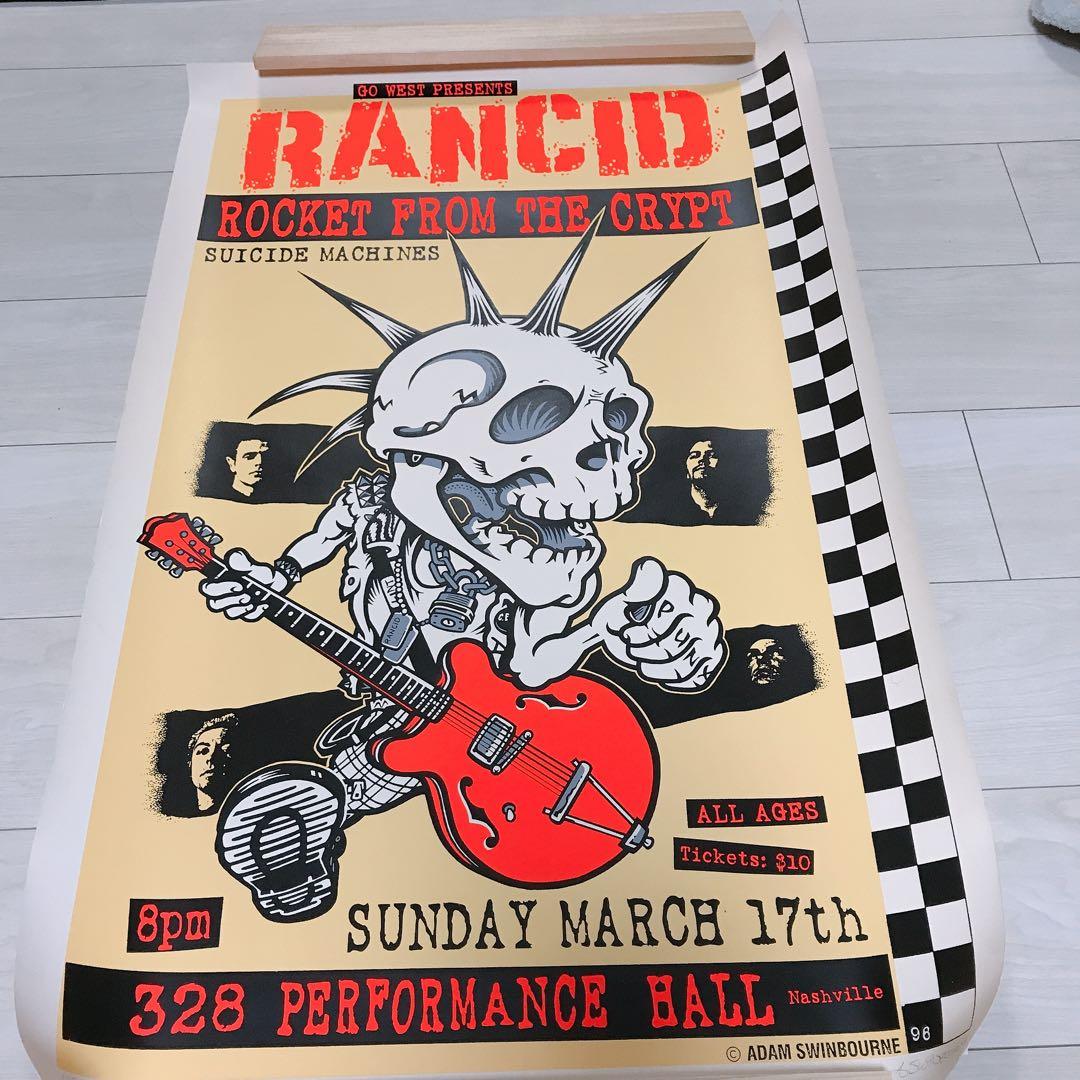 GO WEST PRESENTS
RANCID
ROCKET FROM THE CRYPT
SUICIDE MACHINES
RANCID
PUNX
ALL AGES
Tickets: $10
8pm
SUNDAY MARCH 17th
328 PERFORMANCE HALL Nashville
96
© ADAM SWINBOURNE